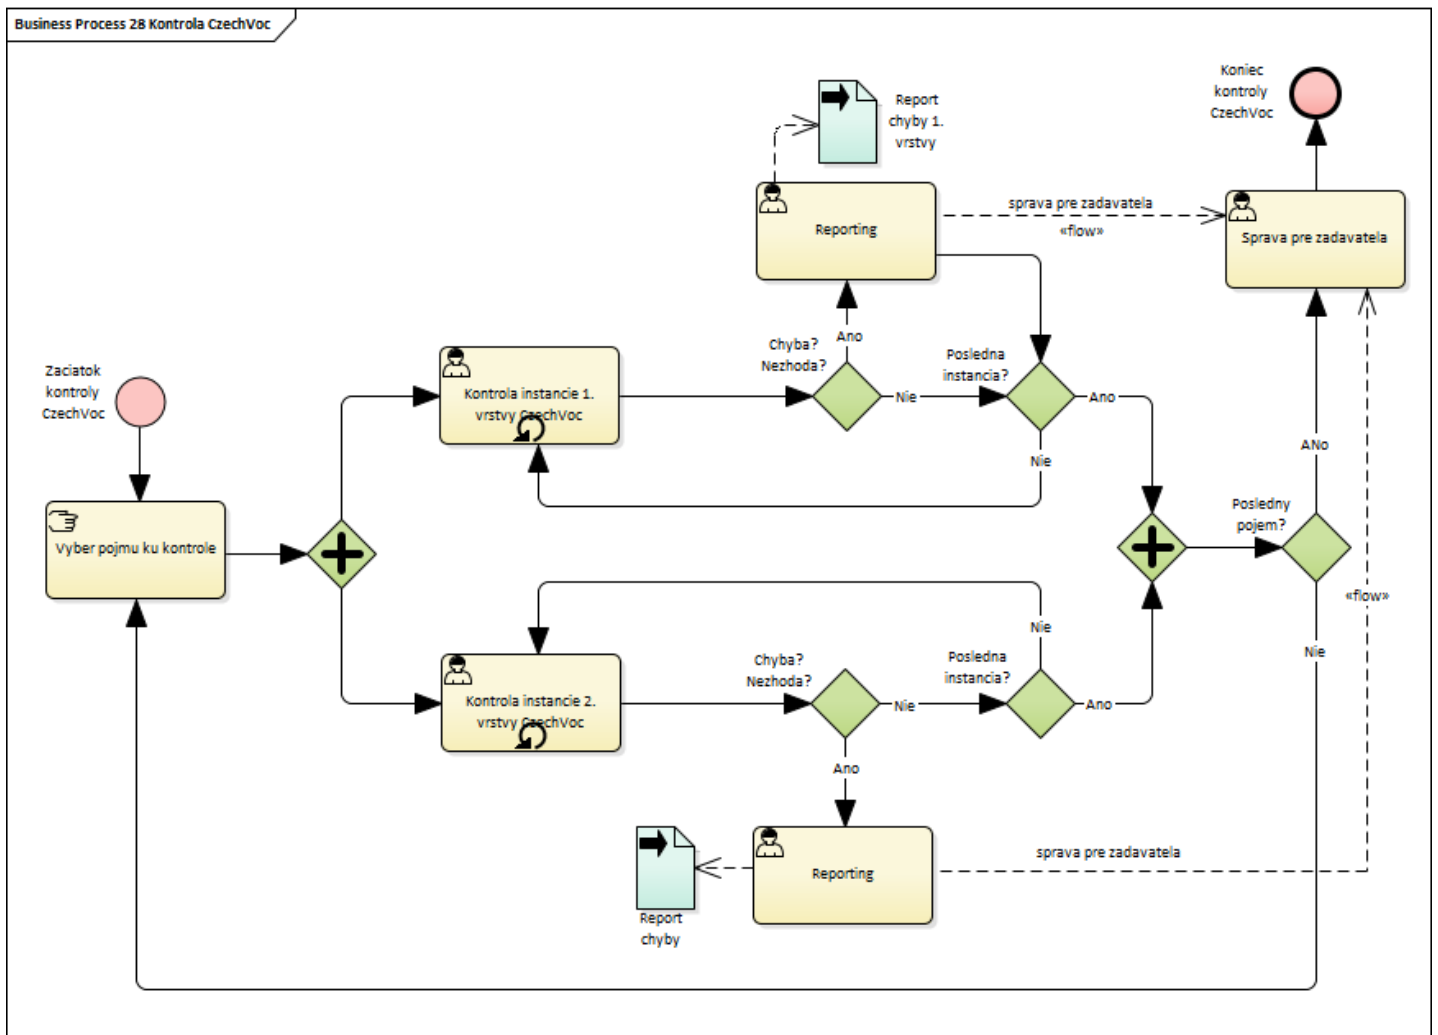 Business Process 28 Kontrola CzechVoc
Koniec
kontroly
CzechVoc
Report
chyby 1.
vrstvy
sprava pre zadavatela
«flow»
Reporting
Sprava pre zadavatela
Ano
Chyba?
Nezhoda?
Posledna
instancia?
Zaciatok
kontroly
CzechVoc
Kontrola instancie 1.
vrstvy CzechVoc
Nie
Ano
Nie
ANo
Posledny
pojem?
Vyber pojmu ku kontrole
«flow»
Nie
Nie
Chyba?
Nezhoda?
Posledna
instancia?
Kontrola instancie 2.
vrstvy CzechVoc
Nie
Ano
Ano
sprava pre zadavatela
Reporting
Report
chyby